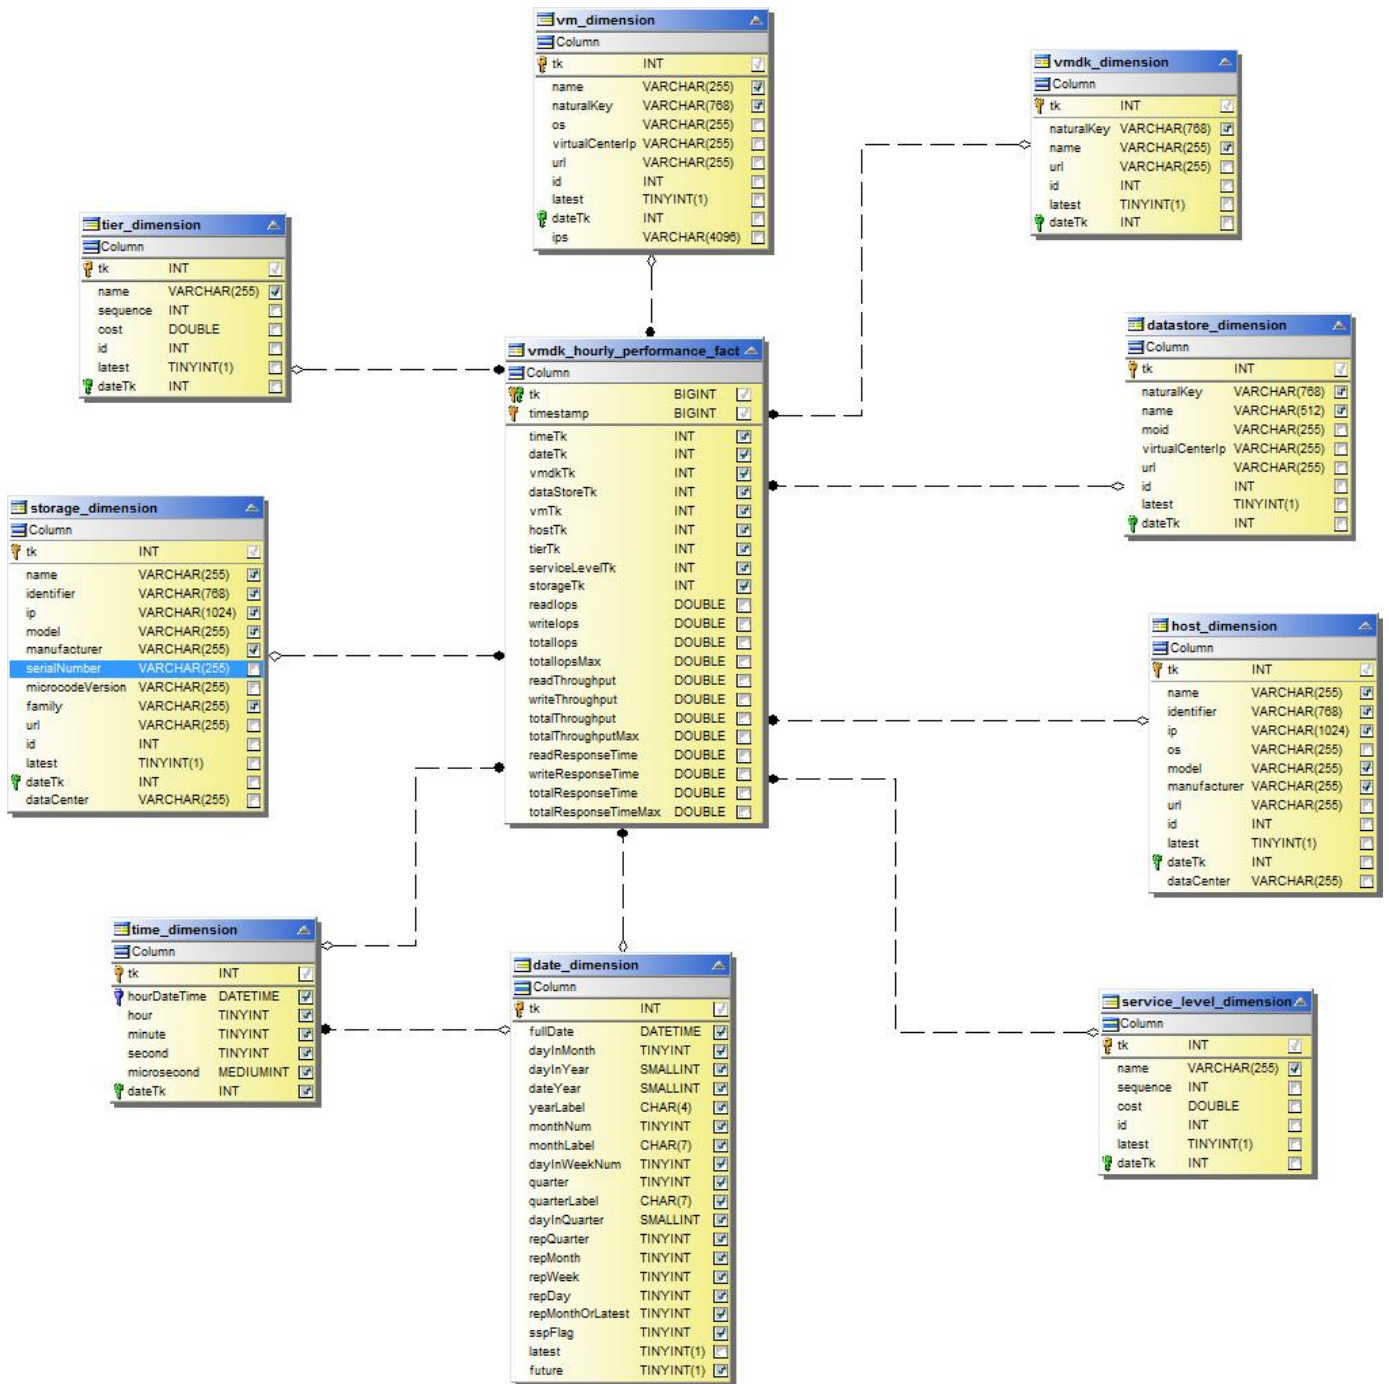 vm_dimension
Column
tk INT
name VARCHAR(255)
naturalKey VARCHAR(768)
os VARCHAR(255)
virtualCenterIp VARCHAR(255)
url VARCHAR(255)
id INT
latest TINYINT(1)
dateTk INT
ips VARCHAR(4096)
vmdk_dimension
Column
tk INT
naturalKey VARCHAR(768)
name VARCHAR(255)
url VARCHAR(255)
id INT
latest TINYINT(1)
dateTk INT
tier_dimension
Column
tk INT
name VARCHAR(255)
sequence INT
cost DOUBLE
id INT
latest TINYINT(1)
dateTk INT
vmdk_hourly_performance_fact
Column
tk BIGINT
timestamp BIGINT
timeTk INT
dateTk INT
vmdkTk INT
dataStoreTk INT
vmTk INT
hostTk INT
tierTk INT
serviceLevelTk INT
storageTk INT
readIops DOUBLE
writeIops DOUBLE
totalIops DOUBLE
totalIopsMax DOUBLE
readThroughput DOUBLE
writeThroughput DOUBLE
totalThroughput DOUBLE
totalThroughputMax DOUBLE
readResponseTime DOUBLE
writeResponseTime DOUBLE
totalResponseTime DOUBLE
totalResponseTimeMax DOUBLE
datastore_dimension
Column
tk INT
naturalKey VARCHAR(768)
name VARCHAR(512)
moid VARCHAR(255)
virtualCenterIp VARCHAR(255)
url VARCHAR(255)
id INT
latest TINYINT(1)
dateTk INT
storage_dimension
Column
tk INT
name VARCHAR(255)
identifier VARCHAR(768)
ip VARCHAR(1024)
model VARCHAR(255)
manufacturer VARCHAR(255)
serialNumber VARCHAR(255)
microcodeVersion VARCHAR(255)
family VARCHAR(255)
url VARCHAR(255)
id INT
latest TINYINT(1)
dateTk INT
dataCenter VARCHAR(255)
host_dimension
Column
tk INT
name VARCHAR(255)
identifier VARCHAR(768)
ip VARCHAR(1024)
os VARCHAR(255)
model VARCHAR(255)
manufacturer VARCHAR(255)
url VARCHAR(255)
id INT
latest TINYINT(1)
dateTk INT
dataCenter VARCHAR(255)
time_dimension
Column
tk INT
hourDateTime DATETIME
hour TINYINT
minute TINYINT
second TINYINT
microsecond MEDIUMINT
dateTk INT
date_dimension
Column
tk INT
fullDate DATETIME
dayInMonth TINYINT
dayInYear SMALLINT
dateYear SMALLINT
yearLabel CHAR(4)
monthNum TINYINT
monthLabel CHAR(7)
dayInWeekNum TINYINT
quarter TINYINT
quarterLabel CHAR(7)
dayInQuarter SMALLINT
repQuarter TINYINT
repMonth TINYINT
repWeek TINYINT
repDay TINYINT
repMonthOrLatest TINYINT
sspFlag TINYINT
latest TINYINT(1)
future TINYINT(1)
service_level_dimension
Column
tk INT
name VARCHAR(255)
sequence INT
cost DOUBLE
id INT
latest TINYINT(1)
dateTk INT